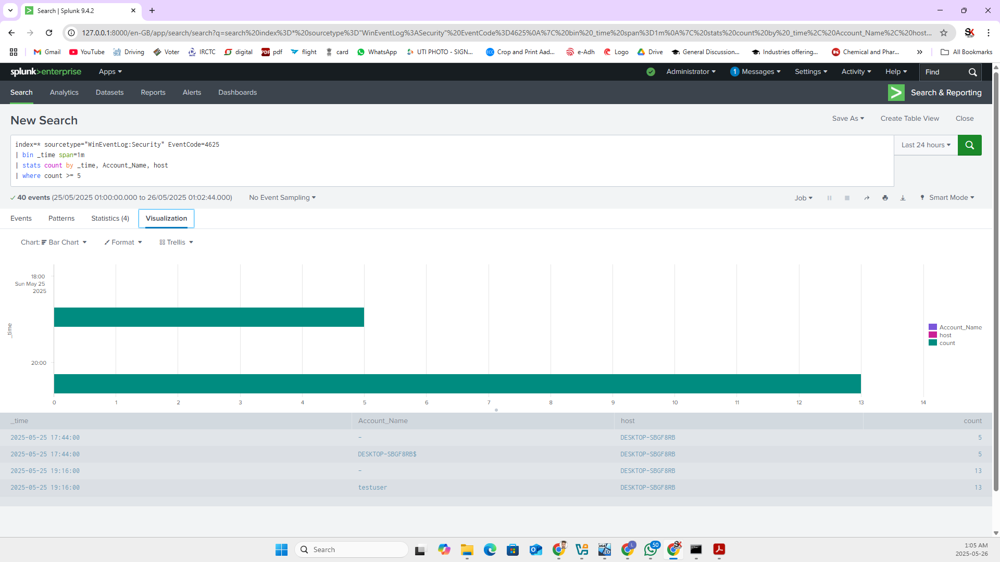 Search | Splunk 9.4.2
127.0.0.1:8000/en-GB/app/search/search?q=search%20index%3D*%20sourcetype%3D"WinEventLog%3ASecurity"%20EventCode%3D4625%0A%7C%20bin%20_time%20span%3D1m%0A%7C%20stats%20count%20by%20_time%2C%20Account_Name%2C%20host...
Gmail YouTube Driving Voter IRCTC digital pdf flight card WhatsApp UTI PHOTO - SIGN... Crop and Print Aad... e-Adh Logo Drive General Discussion... Industries offering... Chemical and Phar... » All Bookmarks
splunk>enterprise Apps Administrator 1 Messages Settings Activity Help Find
Search Analytics Datasets Reports Alerts Dashboards Search & Reporting
New Search Save As Create Table View Close
index=* sourcetype="WinEventLog:Security" EventCode=4625
| bin _time span=1m
| stats count by _time, Account_Name, host
| where count >= 5
Last 24 hours
40 events (25/05/2025 01:00:00.000 to 26/05/2025 01:02:44.000) No Event Sampling Job Smart Mode
Events Patterns Statistics (4) Visualization
Chart: Bar Chart Format Trellis
18:00
Sun May 25
2025
_time
20:00
0 1 2 3 4 5 6 7 8 9 10 11 12 13 14
Account_Name
host
count
_time Account_Name host count
2025-05-25 17:44:00 - DESKTOP-SBGF8RB 5
2025-05-25 17:44:00 DESKTOP-SBGF8RB$ DESKTOP-SBGF8RB 5
2025-05-25 19:16:00 - DESKTOP-SBGF8RB 13
2025-05-25 19:16:00 testuser DESKTOP-SBGF8RB 13
Search 50 1:05 AM
2025-05-26